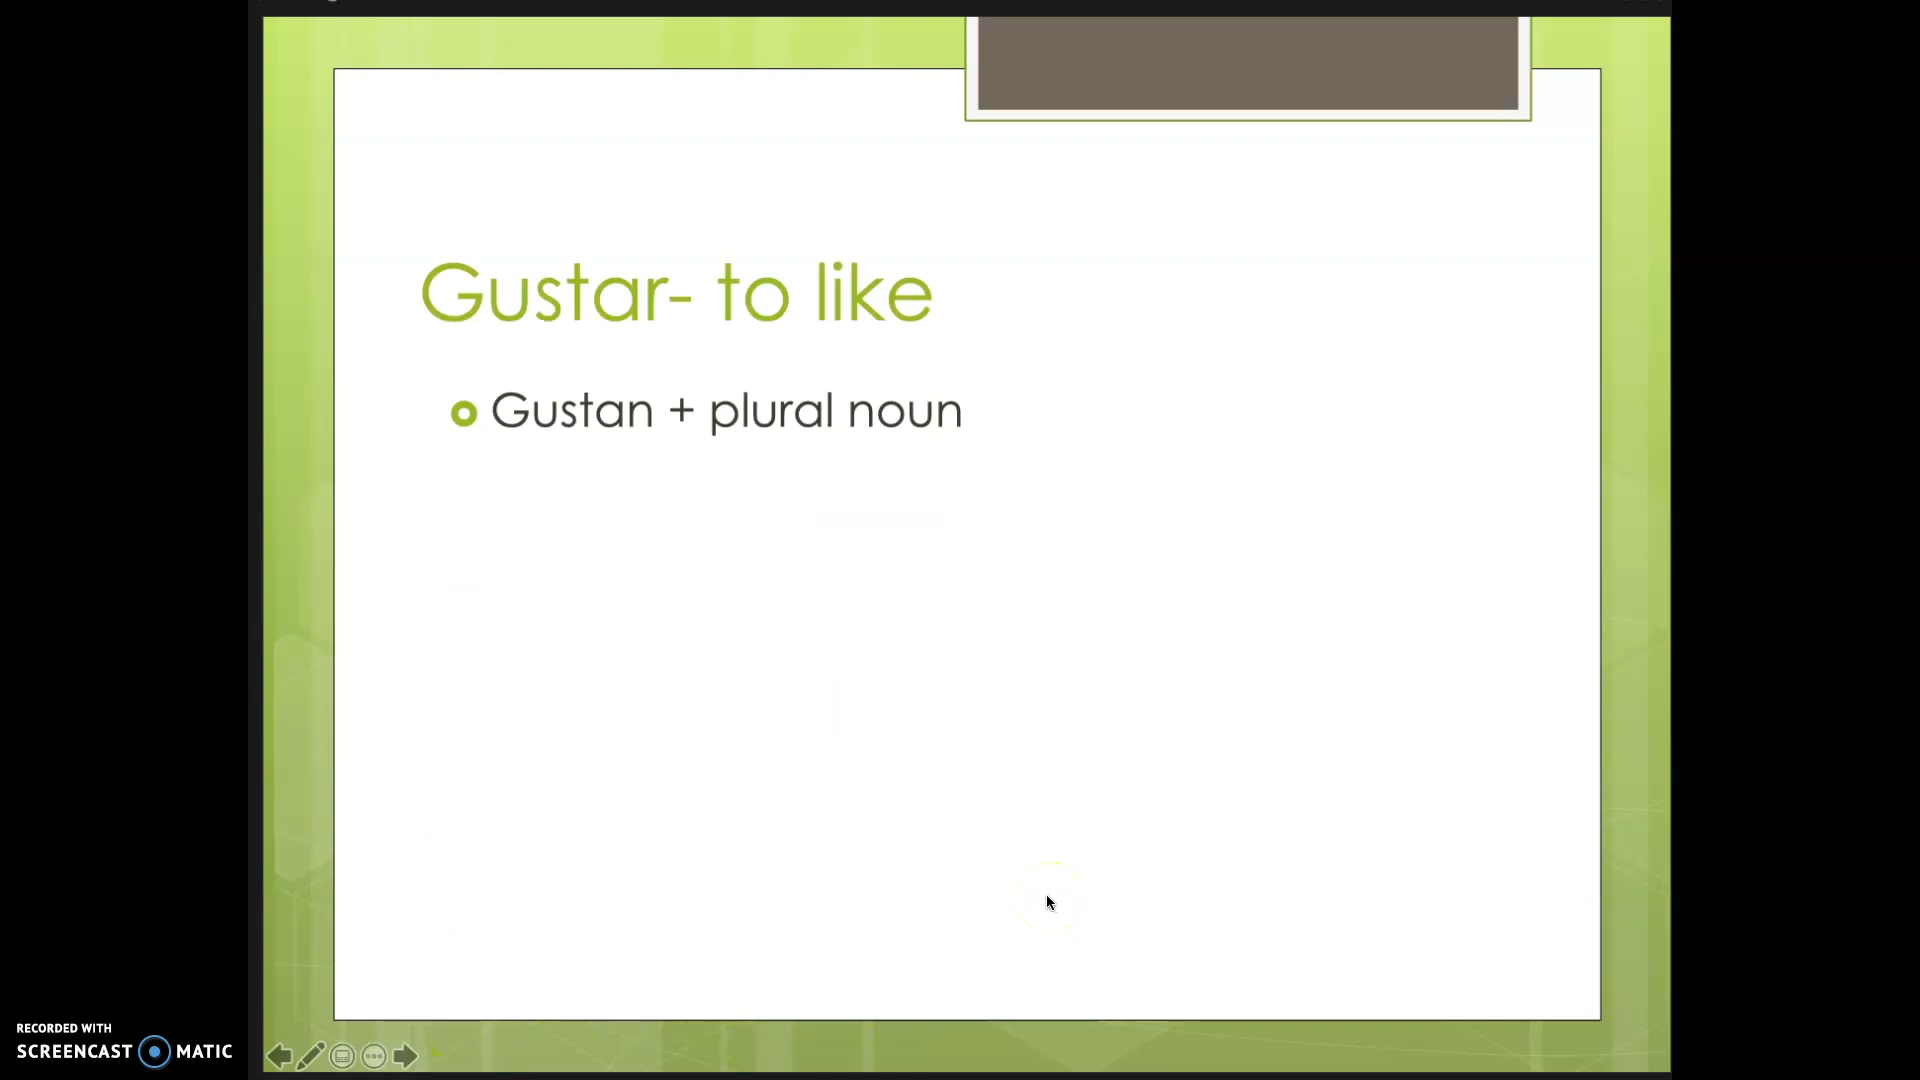 Gustar- to like
Gustan + plural noun
RECORDED WITH
SCREENCAST MATIC